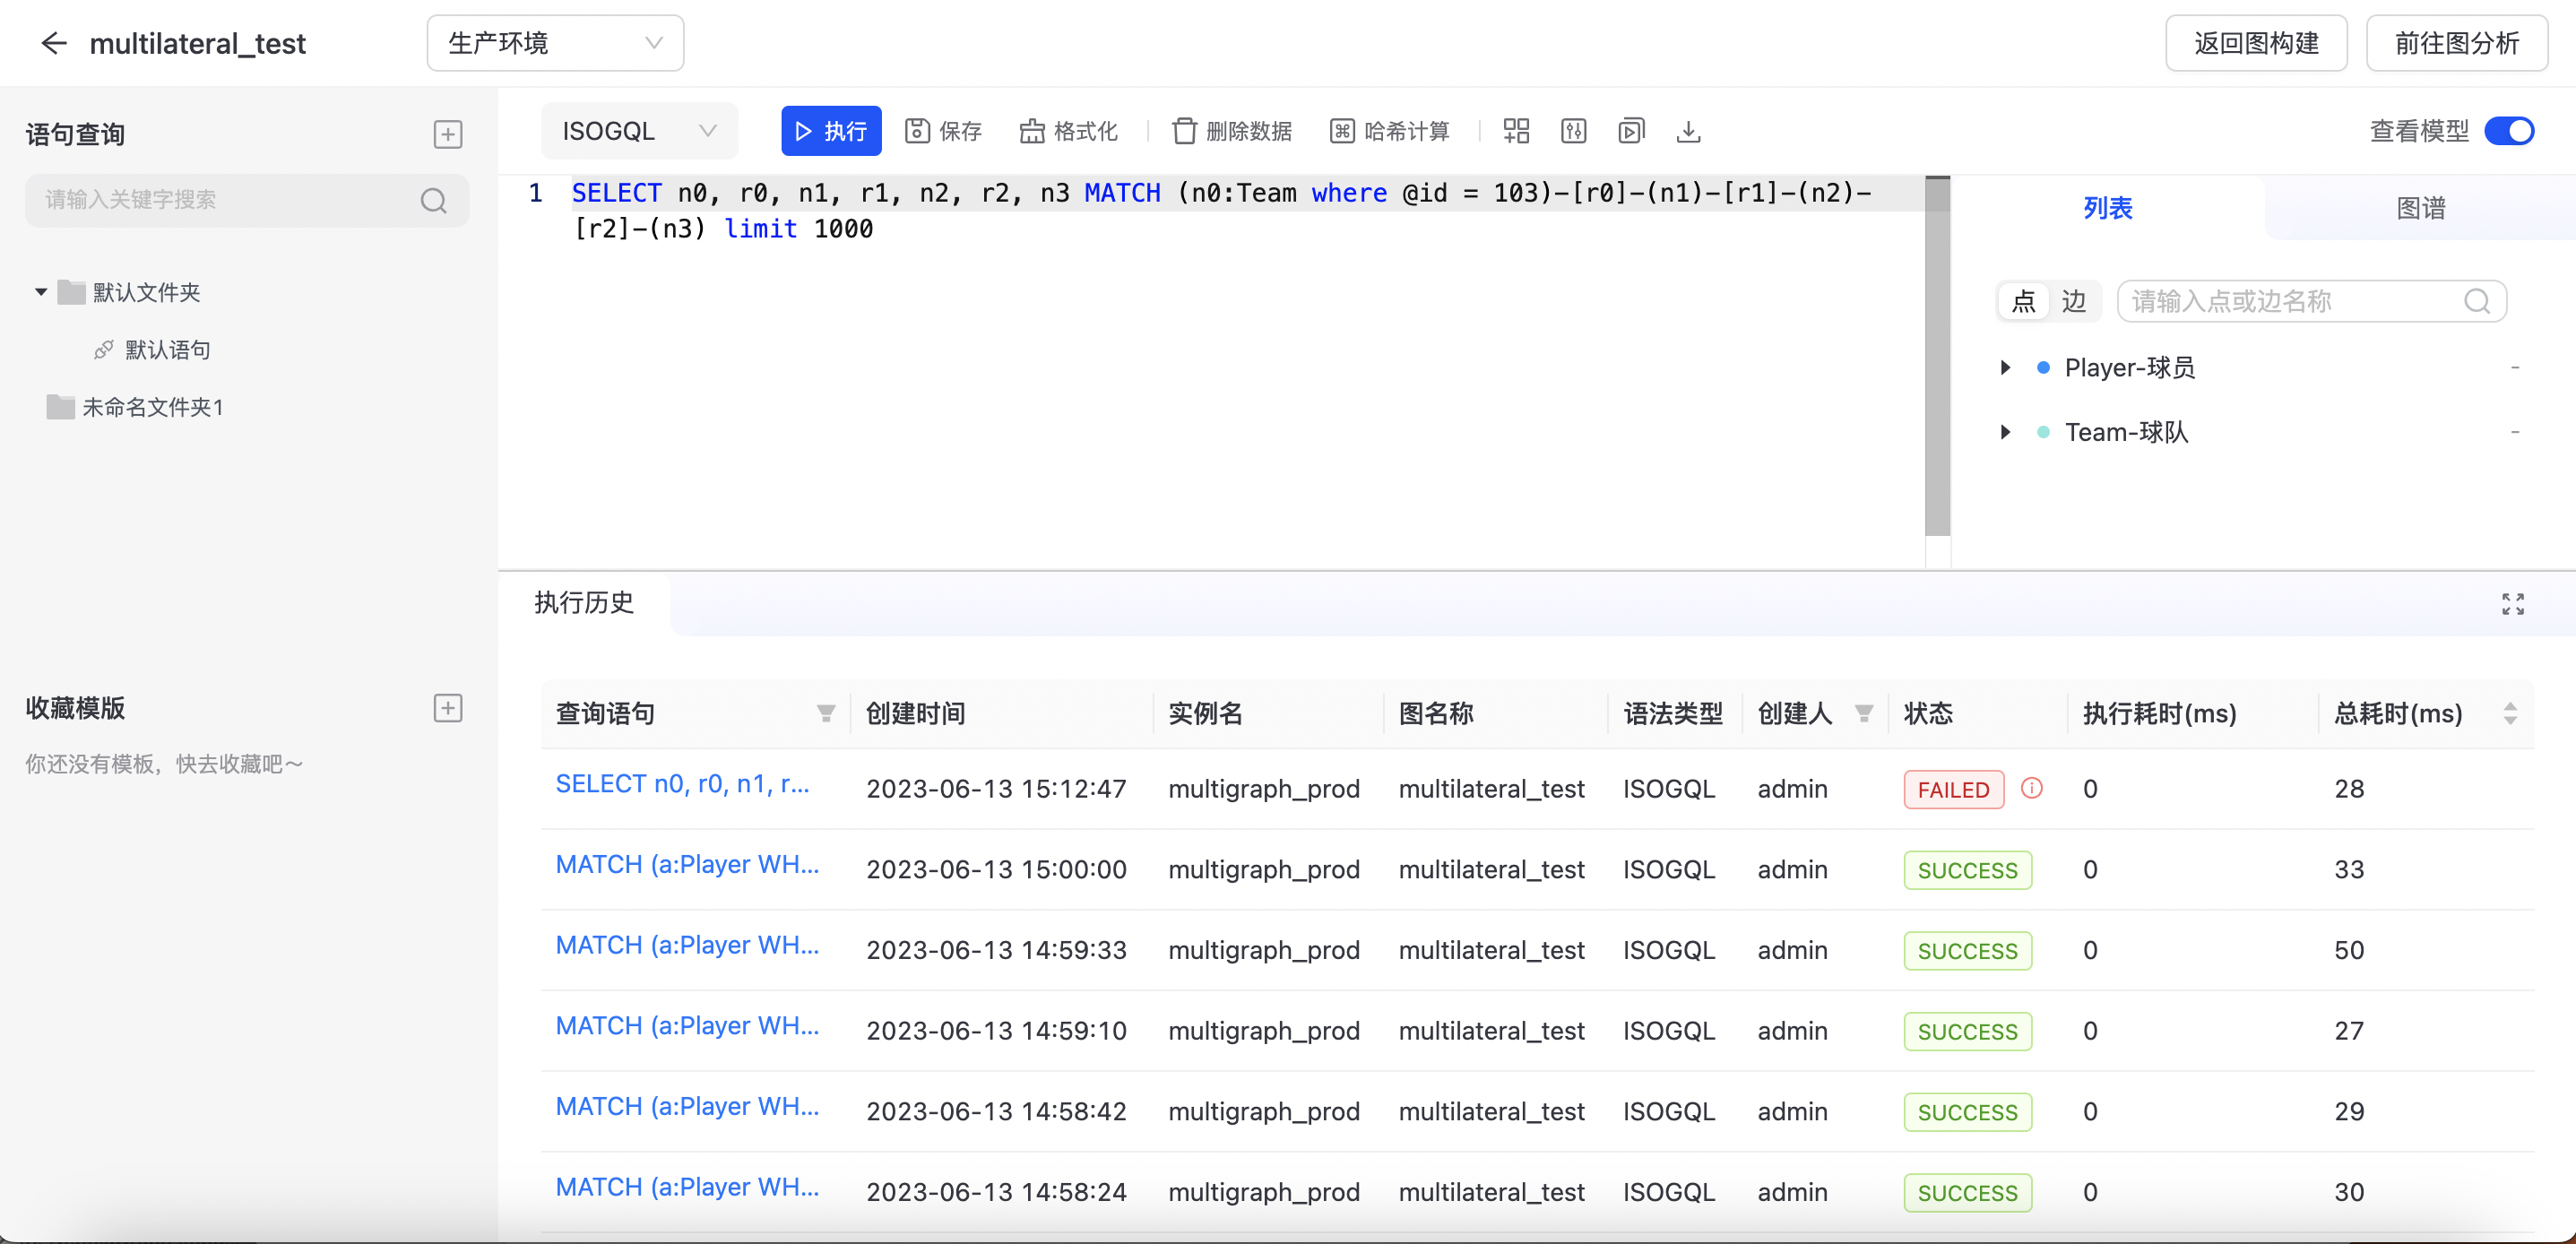 multilateral_test
生产环境
返回图构建
前往图分析
语句查询
请输入关键字搜索
默认文件夹
默认语句
未命名文件夹1
收藏模版
你还没有模板，快去收藏吧～
ISOGQL
执行
保存
格式化
删除数据
哈希计算
查看模型
1
SELECT n0, r0, n1, r1, n2, r2, n3 MATCH (n0:Team where @id = 103)-[r0]-(n1)-[r1]-(n2)-
[r2]-(n3) limit 1000
列表
图谱
点 边
请输入点或边名称
Player-球员 -
Team-球队 -
执行历史
查询语句 创建时间 实例名 图名称 语法类型 创建人 状态 执行耗时(ms) 总耗时(ms)
SELECT n0, r0, n1, r... 2023-06-13 15:12:47 multigraph_prod multilateral_test ISOGQL admin FAILED 0 28
MATCH (a:Player WH... 2023-06-13 15:00:00 multigraph_prod multilateral_test ISOGQL admin SUCCESS 0 33
MATCH (a:Player WH... 2023-06-13 14:59:33 multigraph_prod multilateral_test ISOGQL admin SUCCESS 0 50
MATCH (a:Player WH... 2023-06-13 14:59:10 multigraph_prod multilateral_test ISOGQL admin SUCCESS 0 27
MATCH (a:Player WH... 2023-06-13 14:58:42 multigraph_prod multilateral_test ISOGQL admin SUCCESS 0 29
MATCH (a:Player WH... 2023-06-13 14:58:24 multigraph_prod multilateral_test ISOGQL admin SUCCESS 0 30